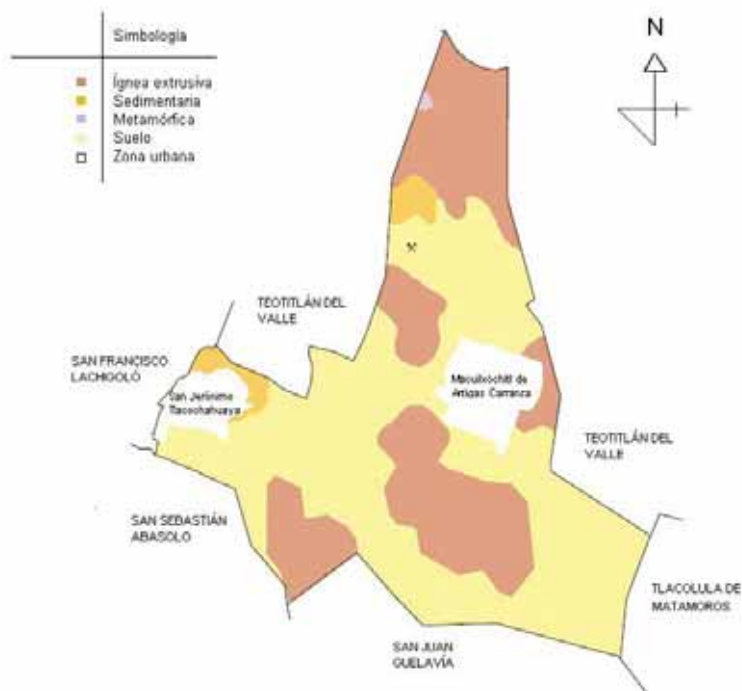 Simbología
Ígnea extrusiva
Sedimentaria
Metamórfica
Suelo
Zona urbana
N
TEOTITLÁN DEL
VALLE
SAN FRANCISCO
LACHIGOLÓ
San Jerónimo
Tlacochahuaya
Macuilxóchitl de
Artigas Carranza
TEOTITLÁN DEL
VALLE
SAN SEBASTIÁN
ABASOLO
TLACOLULA DE
MATAMOROS
SAN JUAN
GUELAVÍA